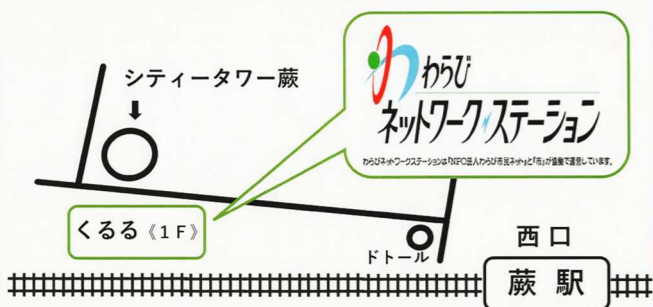 シティータワー蕨
わらび
ネットワーク・ステーション
わらびネットワークステーションは『NPO法人わらび市民ネット』と『市』が協働で運営しています。
くるる《1F》
ドトール
西口
蕨駅